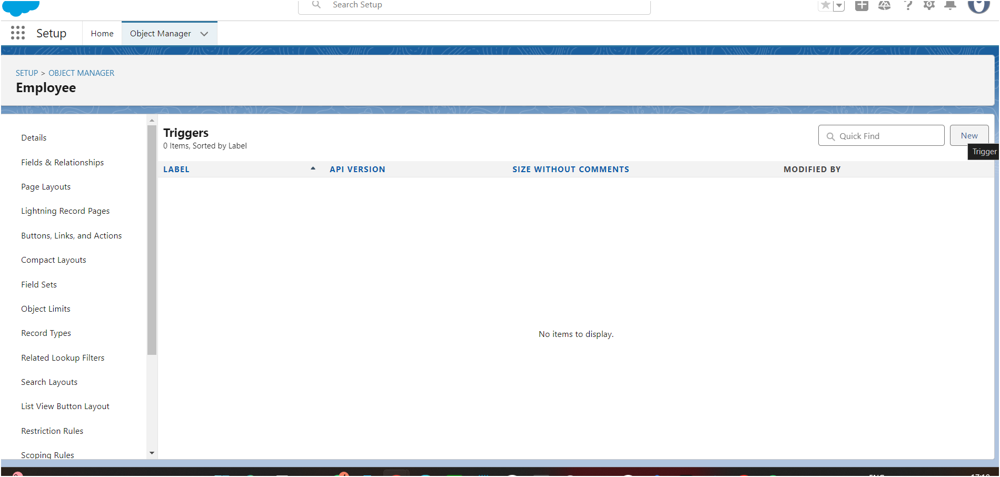 Search Setup
Setup
Home
Object Manager
SETUP > OBJECT MANAGER
Employee
Details
Fields & Relationships
Page Layouts
Lightning Record Pages
Buttons, Links, and Actions
Compact Layouts
Field Sets
Object Limits
Record Types
Related Lookup Filters
Search Layouts
List View Button Layout
Restriction Rules
Scoping Rules
Triggers
0 Items, Sorted by Label
Quick Find
New
Trigger
LABEL
API VERSION
SIZE WITHOUT COMMENTS
MODIFIED BY
No items to display.